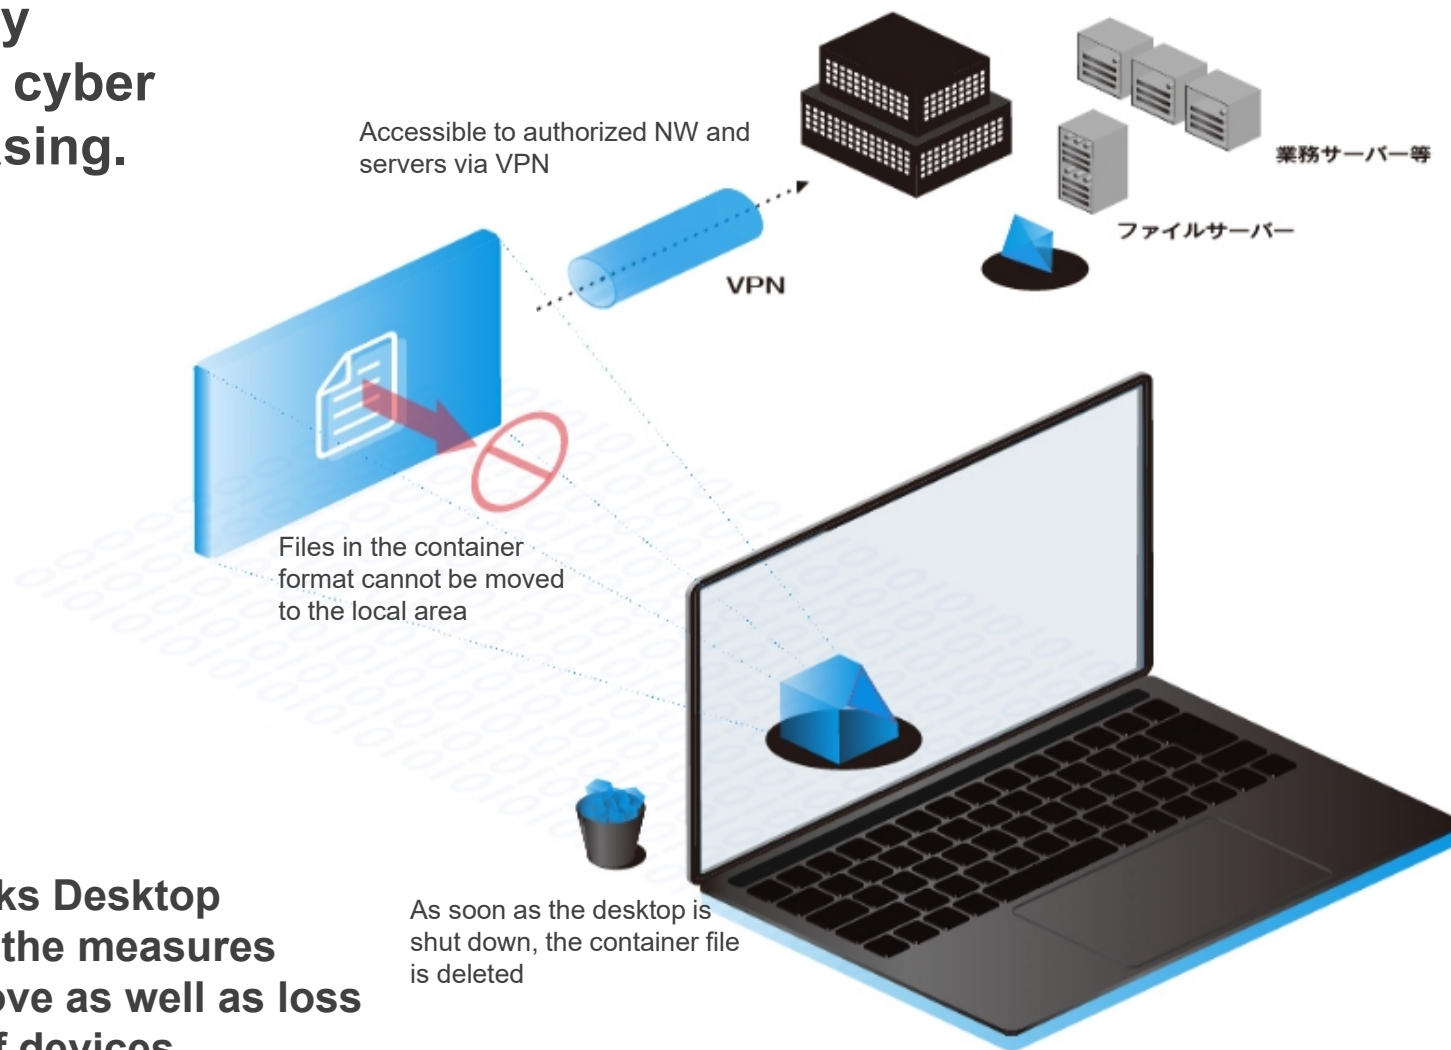 y
cyber
sing.
Accessible to authorized NW and
servers via VPN
業務サーバー等
ファイルサーバー
VPN
Files in the container
format cannot be moved
to the local area
ks Desktop
the measures
ove as well as loss
f devices
As soon as the desktop is
shut down, the container file
is deleted